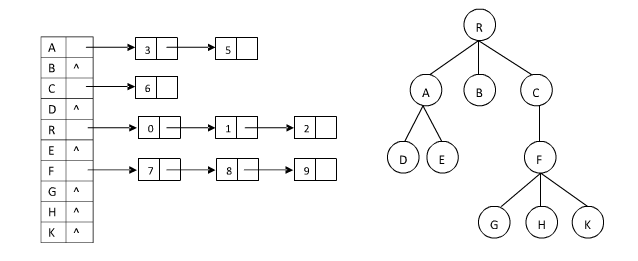 A 3 5
B ^
C 6
D ^
R 0 1 2
E ^
F 7 8 9
G ^
H ^
K ^
R
A B C
D E F
G H K